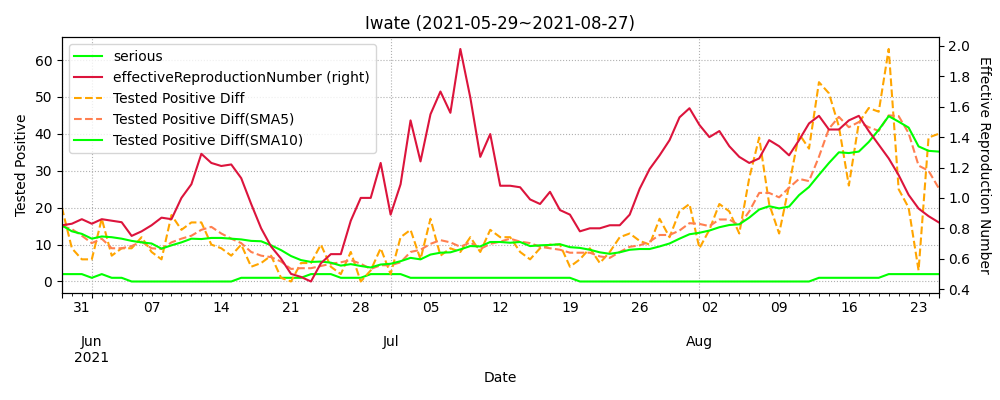 Iwate (2021-05-29~2021-08-27)
serious
effectiveReproductionNumber (right)
Tested Positive Diff
Tested Positive Diff(SMA5)
Tested Positive Diff(SMA10)
Tested Positive
60
50
40
30
20
10
0
2.0
1.8
1.6
1.4
1.2
1.0
0.8
0.6
0.4
Effective Reproduction Number
31 07 14 21 28 05 12 19 26 02 09 16 23
Jun Jul Aug
2021
Date